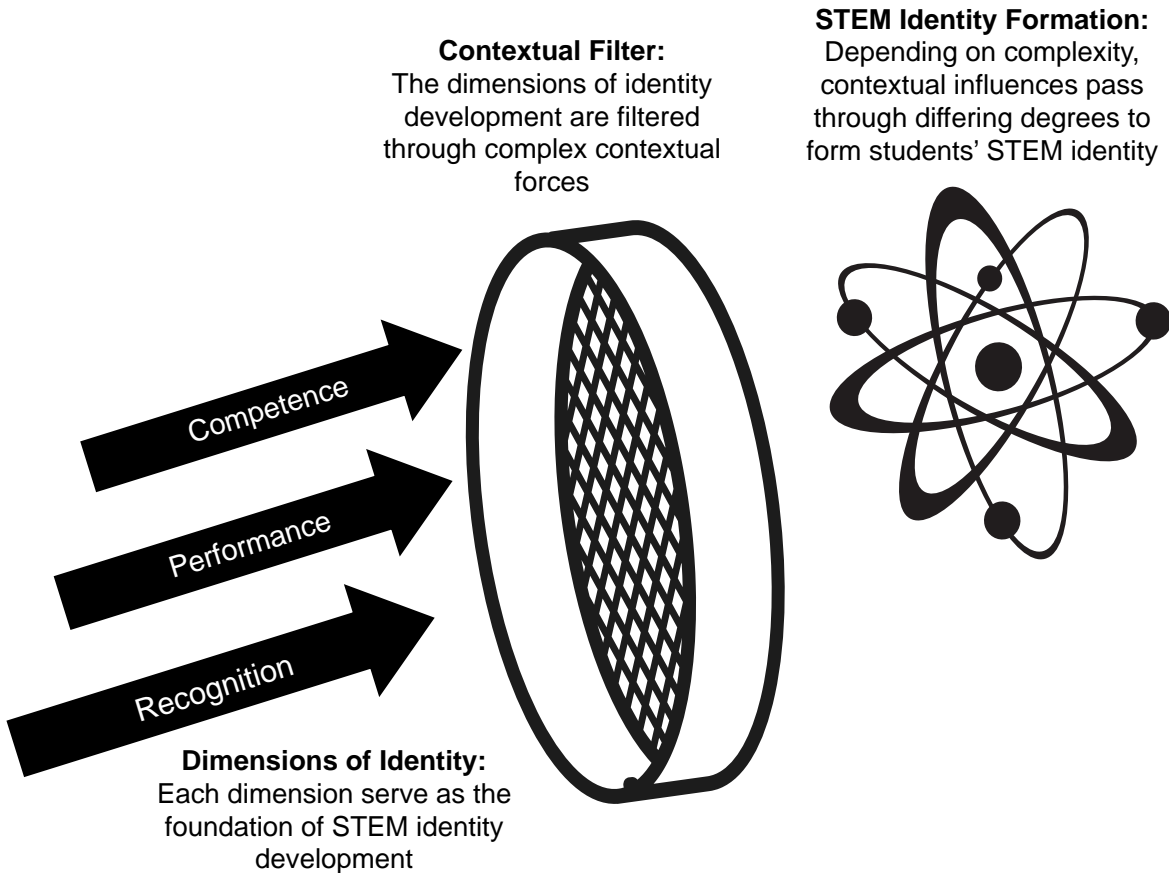 Contextual Filter:
The dimensions of identity
development are filtered
through complex contextual
forces
STEM Identity Formation:
Depending on complexity,
contextual influences pass
through differing degrees to
form students’ STEM identity
Competence
Performance
Recognition
Dimensions of Identity:
Each dimension serve as the
foundation of STEM identity
development